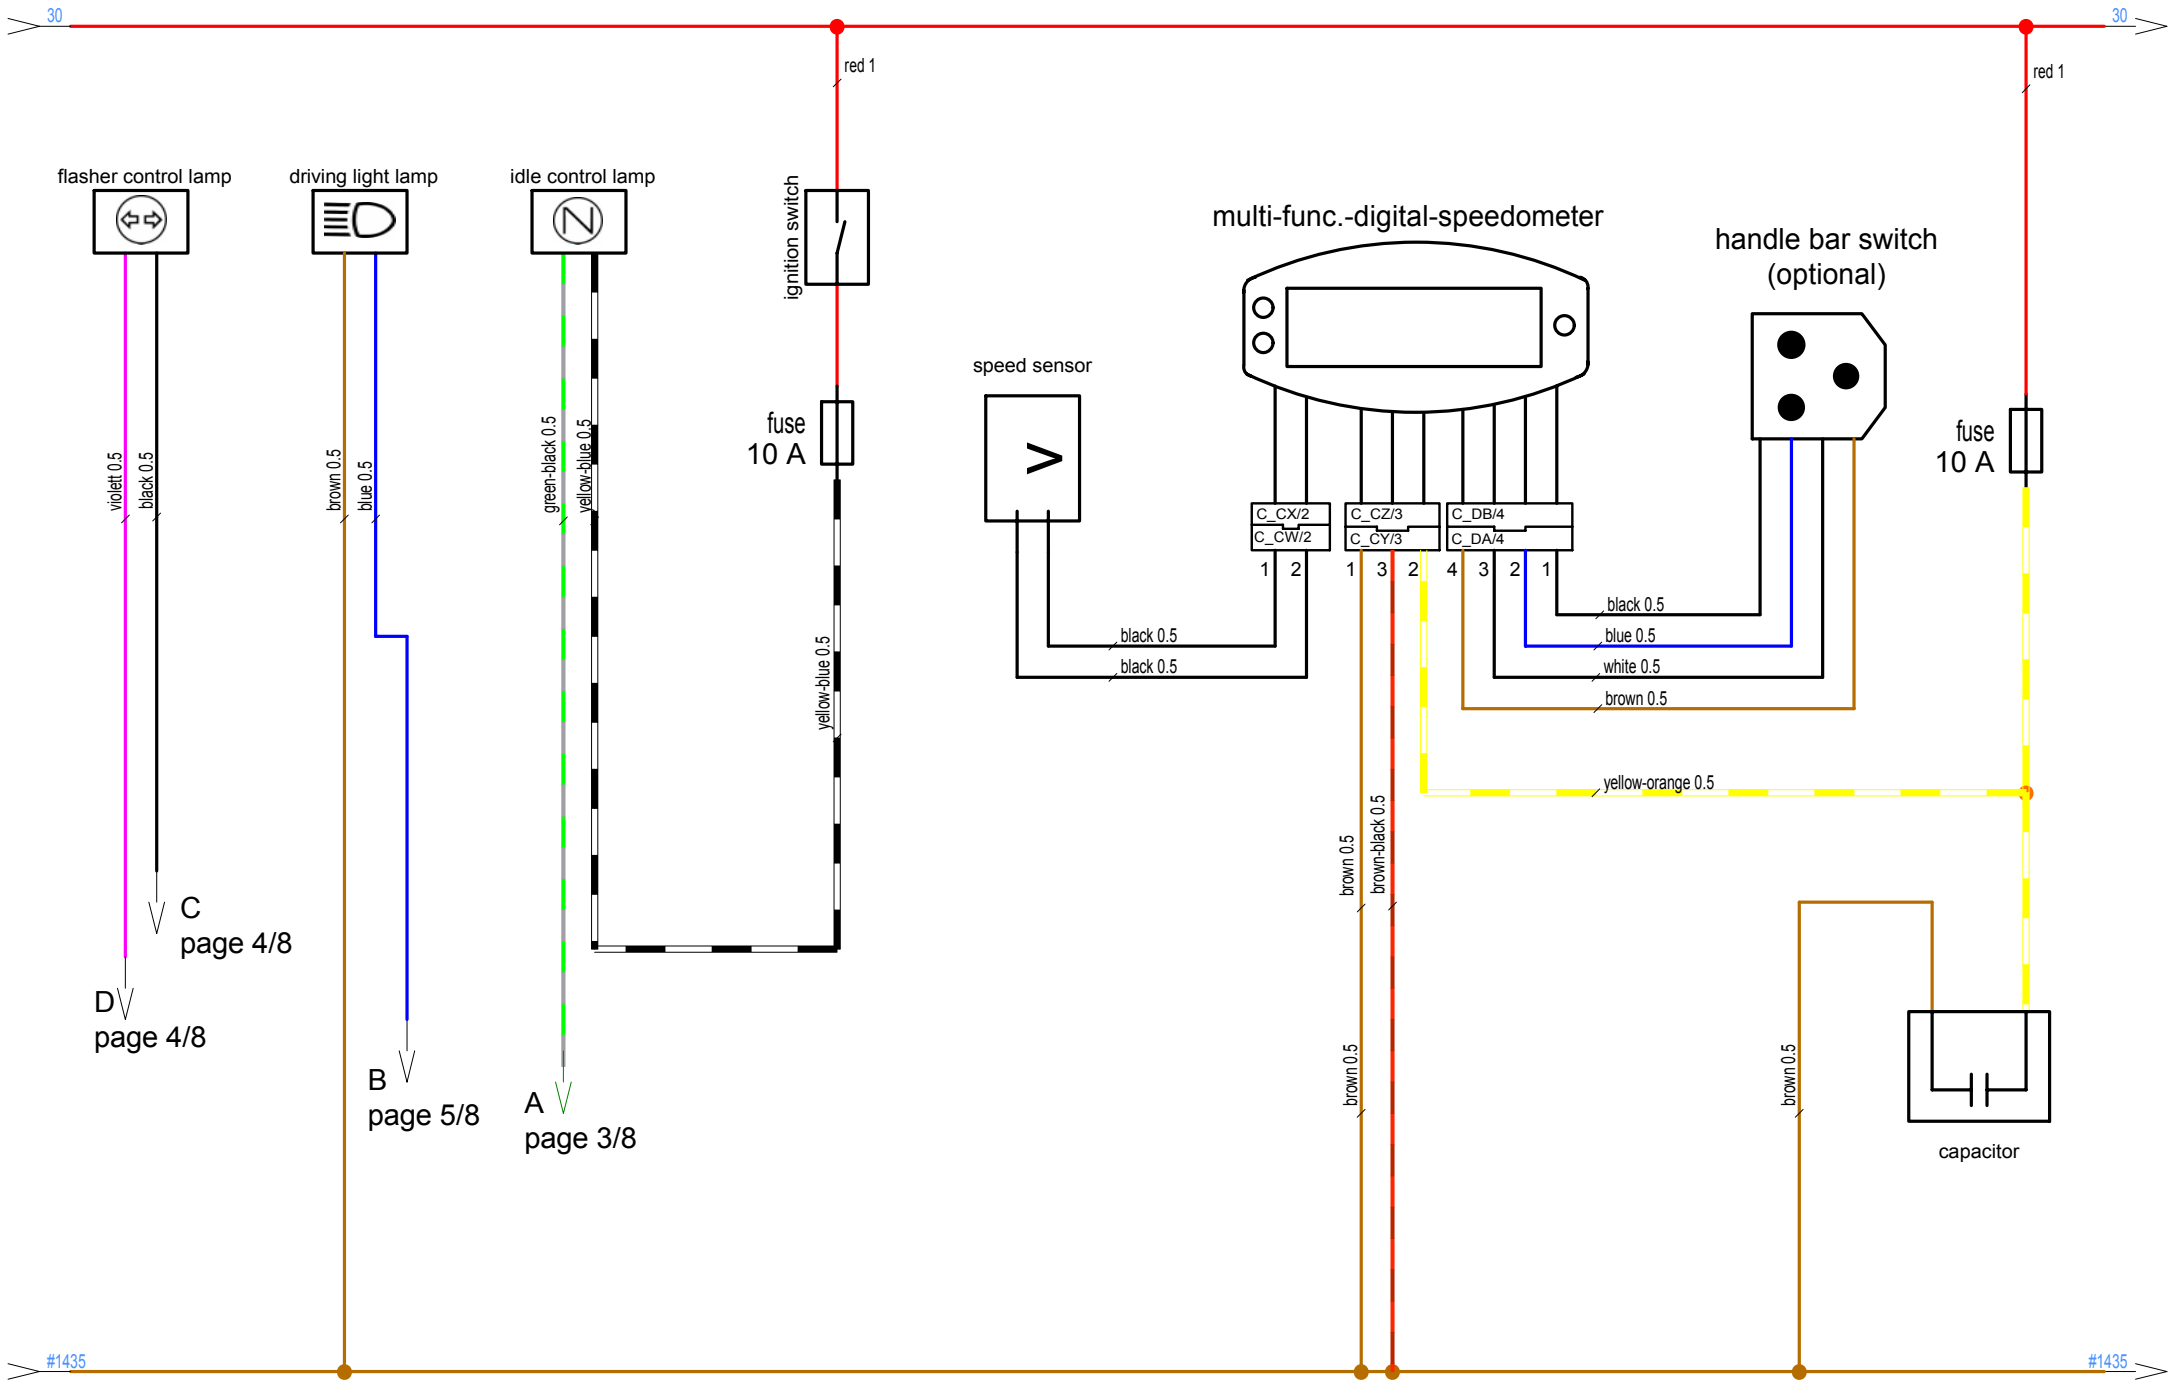 30
30
red 1
red 1
flasher control lamp
driving light lamp
idle control lamp
ignition switch
multi-func.-digital-speedometer
handle bar switch
(optional)
speed sensor
V
fuse
10 A
fuse
10 A
violett 0.5
black 0.5
brown 0.5
blue 0.5
green-black 0.5
yellow-blue 0.5
N
C_CX/2
C_CW/2
C_CZ/3
C_CY/3
C_DB/4
C_DA/4
1 2
1 3 2
4 3 2 1
black 0.5
blue 0.5
white 0.5
brown 0.5
black 0.5
black 0.5
yellow-blue 0.5
yellow-orange 0.5
brown 0.5
brown-black 0.5
C
page 4/8
D
page 4/8
B
page 5/8
A
page 3/8
brown 0.5
brown 0.5
capacitor
#1435
#1435